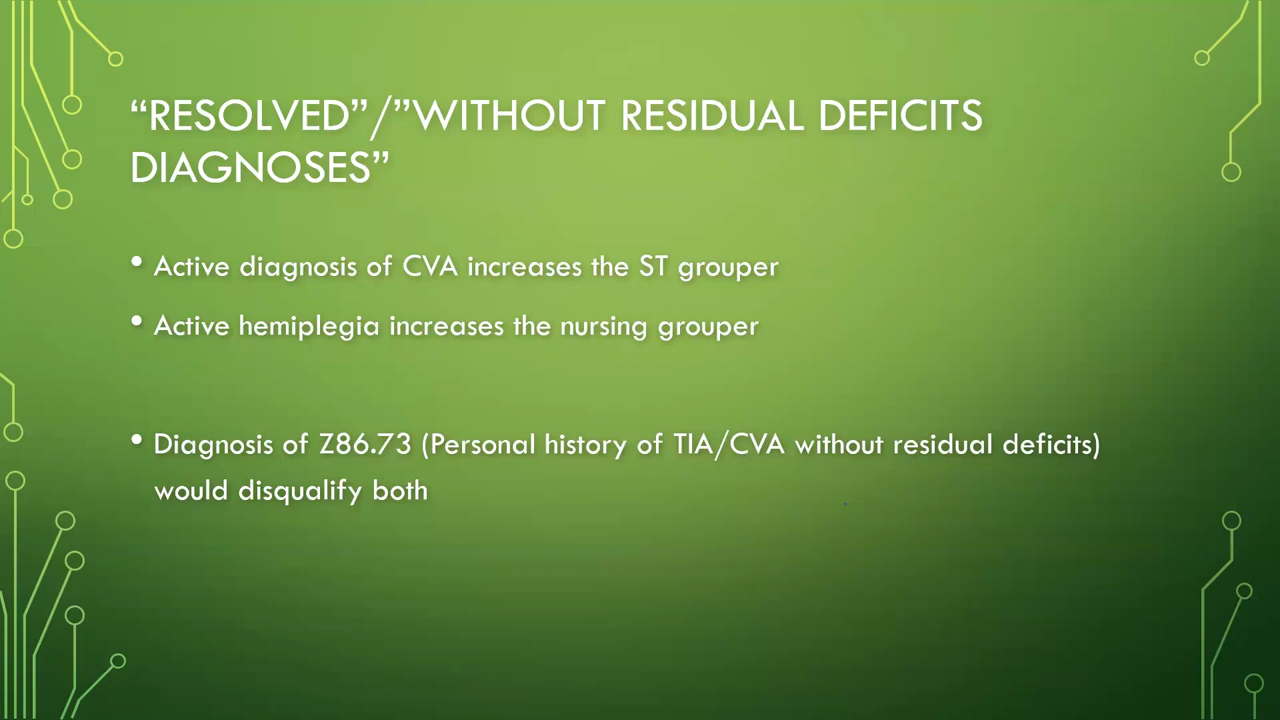 “RESOLVED”/”WITHOUT RESIDUAL DEFICITS
DIAGNOSES”
• Active diagnosis of CVA increases the ST grouper
• Active hemiplegia increases the nursing grouper
• Diagnosis of Z86.73 (Personal history of TIA/CVA without residual deficits)
would disqualify both